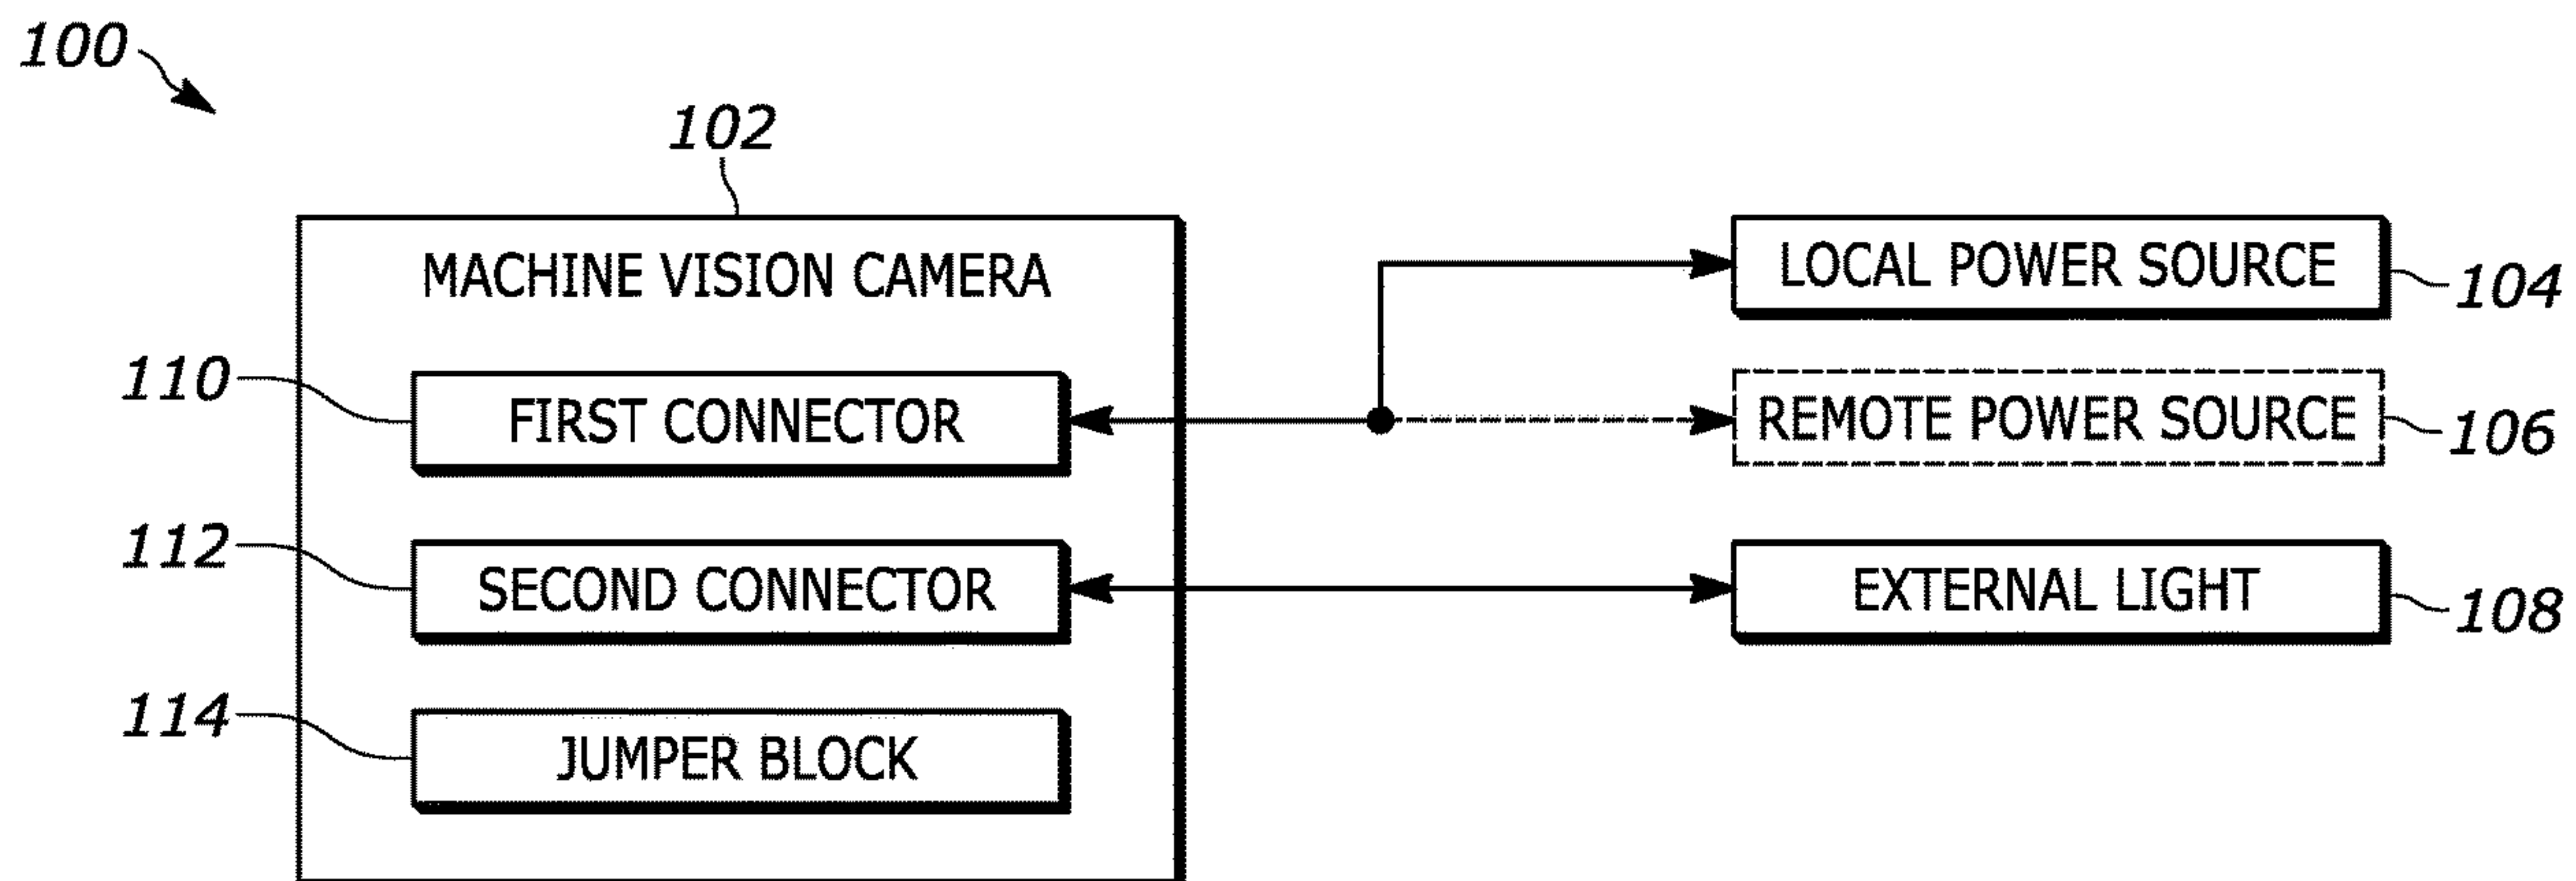 100
102
MACHINE VISION CAMERA
LOCAL POWER SOURCE
104
110
FIRST CONNECTOR
REMOTE POWER SOURCE
106
112
SECOND CONNECTOR
EXTERNAL LIGHT
108
114
JUMPER BLOCK